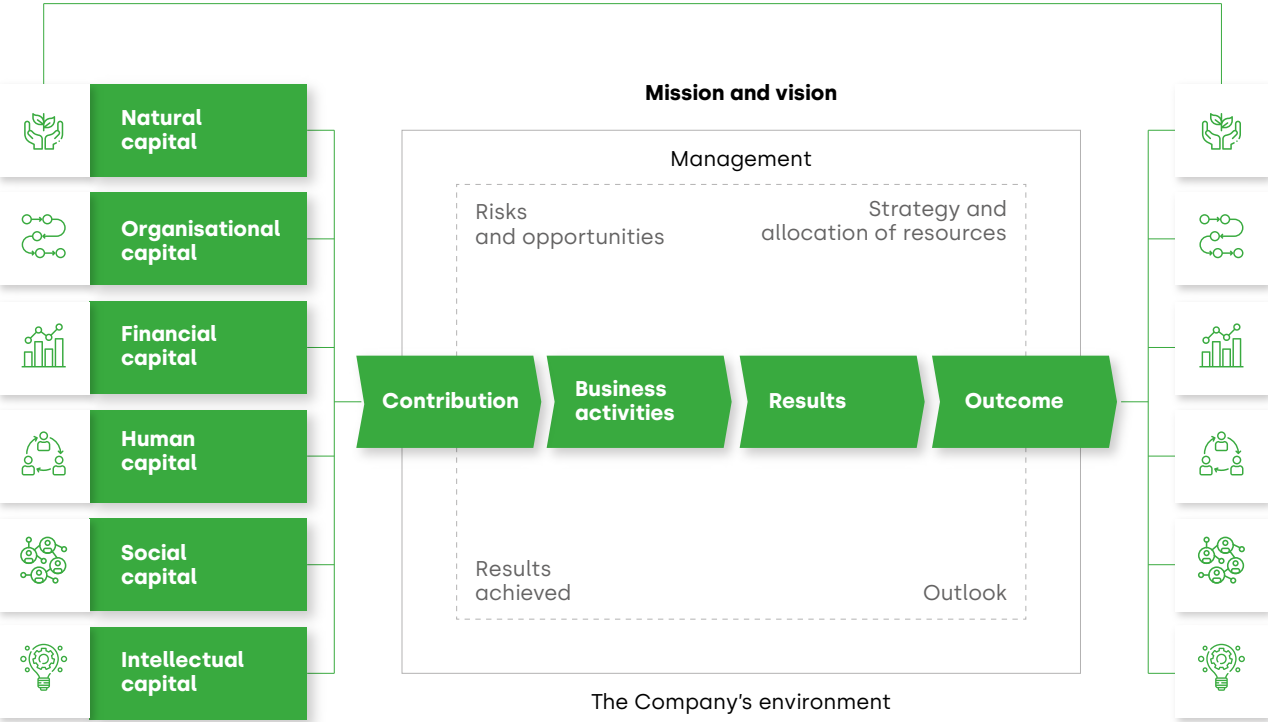 Mission and vision
Management
Natural
capital
Organisational
capital
Financial
capital
Human
capital
Social
capital
Intellectual
capital
Risks
and opportunities
Strategy and
allocation of resources
Contribution
Business
activities
Results
Outcome
Results
achieved
Outlook
The Company’s environment